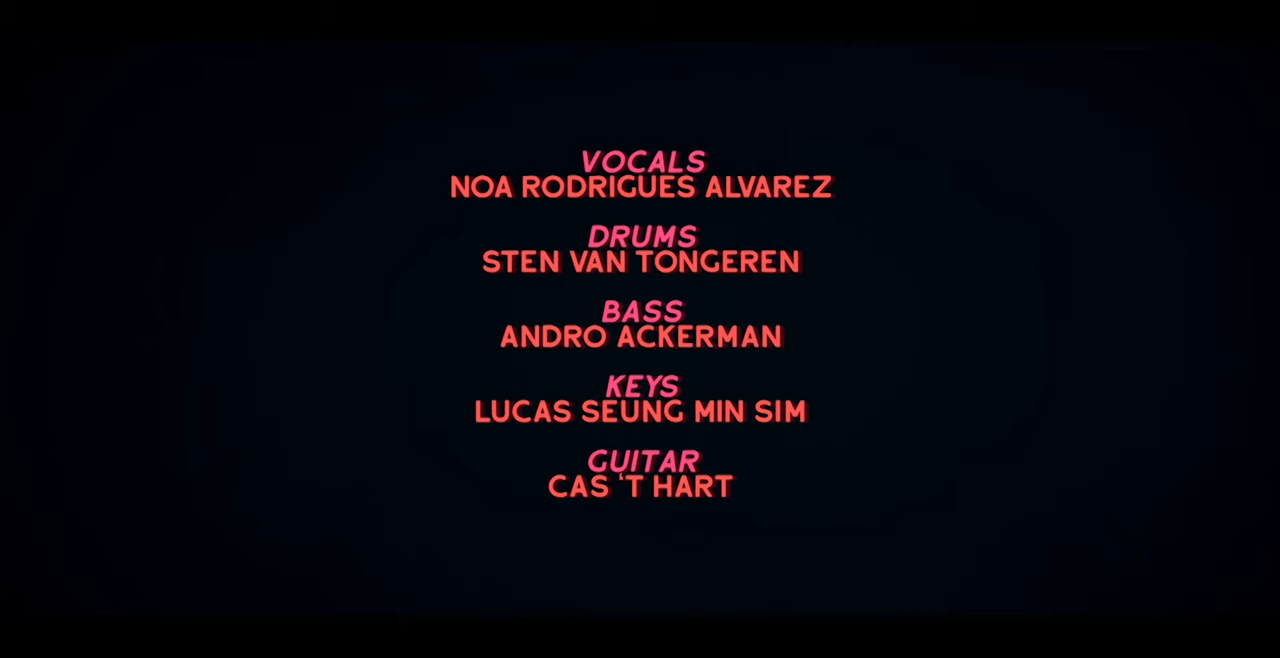 VOCALS
NOA RODRIGUES ALVAREZ
DRUMS
STEN VAN TONGEREN
BASS
ANDRO ACKERMAN
KEYS
LUCAS SEUNG MIN SIM
GUITAR
CAS ‘T HART